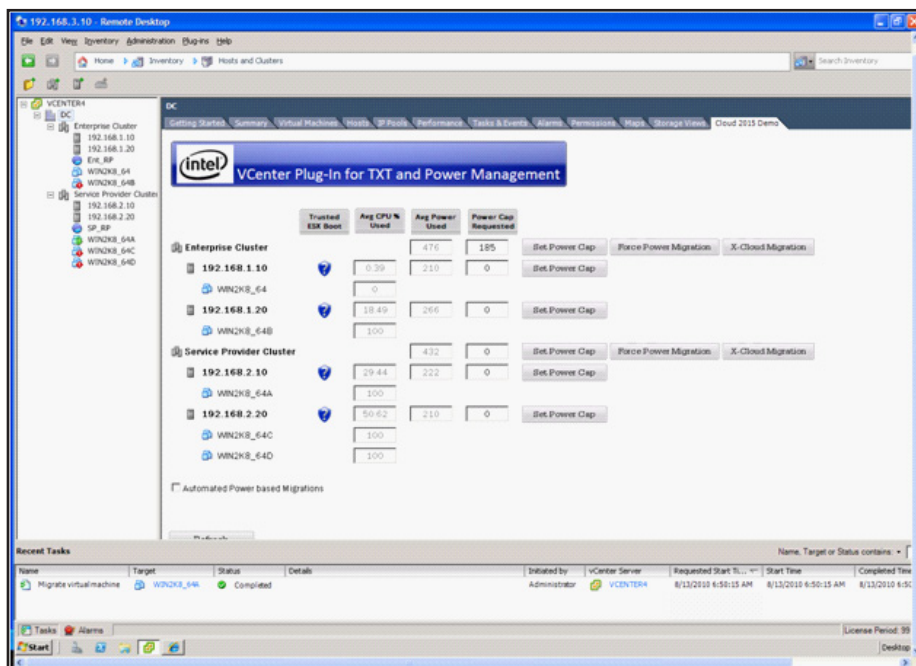 192.168.3.10 - Remote Desktop
File Edit View Inventory Administration Plug-ins Help
Home Inventory Hosts and Clusters
Search Inventory
VCENTER4
DC
Enterprise Cluster
192.168.1.10
192.168.1.20
Ent_RP
WIN2K8_64
WIN2K8_64B
Service Provider Cluster
192.168.2.10
192.168.2.20
SP_RP
WIN2K8_64A
WIN2K8_64C
WIN2K8_64D
DC
Getting Started Summary Virtual Machines Hosts IP Pools Performance Tasks & Events Alarms Permissions Maps Storage Views Cloud 2015 Demo
intel VCenter Plug-In for TXT and Power Management
Trusted ESX Boot Avg CPU % Used Avg Power Used Power Cap Requested
Enterprise Cluster 476 185 Set Power Cap Force Power Migration X-Cloud Migration
192.168.1.10 0.39 210 0 Set Power Cap
WIN2K8_64 0
192.168.1.20 18.49 266 0 Set Power Cap
WIN2K8_64B 100
Service Provider Cluster 432 0 Set Power Cap Force Power Migration X-Cloud Migration
192.168.2.10 29.44 222 0 Set Power Cap
WIN2K8_64A 100
192.168.2.20 50.62 210 0 Set Power Cap
WIN2K8_64C 100
WIN2K8_64D 100
Automated Power based Migrations
Refresh
Recent Tasks
Name, Target or Status contains:
Name Target Status Details Initiated by vCenter Server Requested Start Ti... Start Time Completed Time
Migrate virtual machine WIN2K8_64A Completed Administrator VCENTER4 8/13/2010 6:50:15 AM 8/13/2010 6:50:15 AM 8/13/2010 6:50
Tasks Alarms
License Period: 99
Start
Desktop